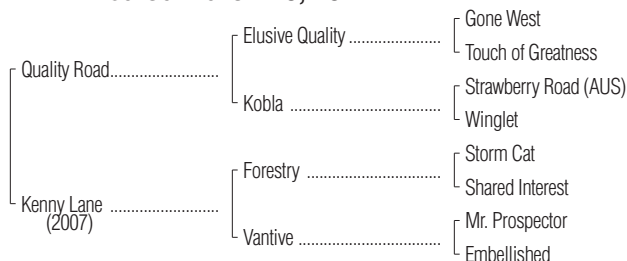 Gone West
Elusive Quality
Touch of Greatness
Quality Road
Strawberry Road (AUS)
Kobla
Winglet
Storm Cat
Forestry
Shared Interest
Kenny Lane
(2007)
Mr. Prospector
Vantive
Embellished